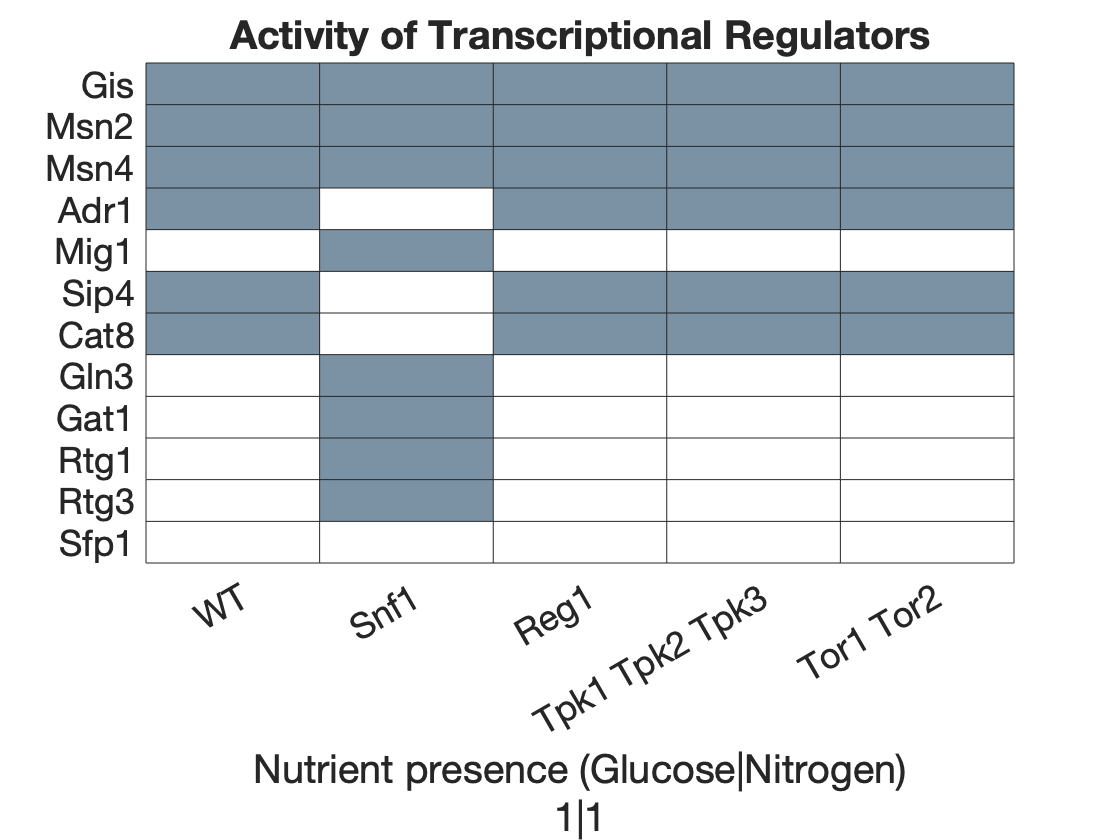 Activity of Transcriptional Regulators
Gis
Msn2
Msn4
Adr1
Mig1
Sip4
Cat8
Gln3
Gat1
Rtg1
Rtg3
Sfp1
WT
Snf1
Reg1
Tpk1 Tpk2 Tpk3
Tor1 Tor2
Nutrient presence (Glucose|Nitrogen)
1|1